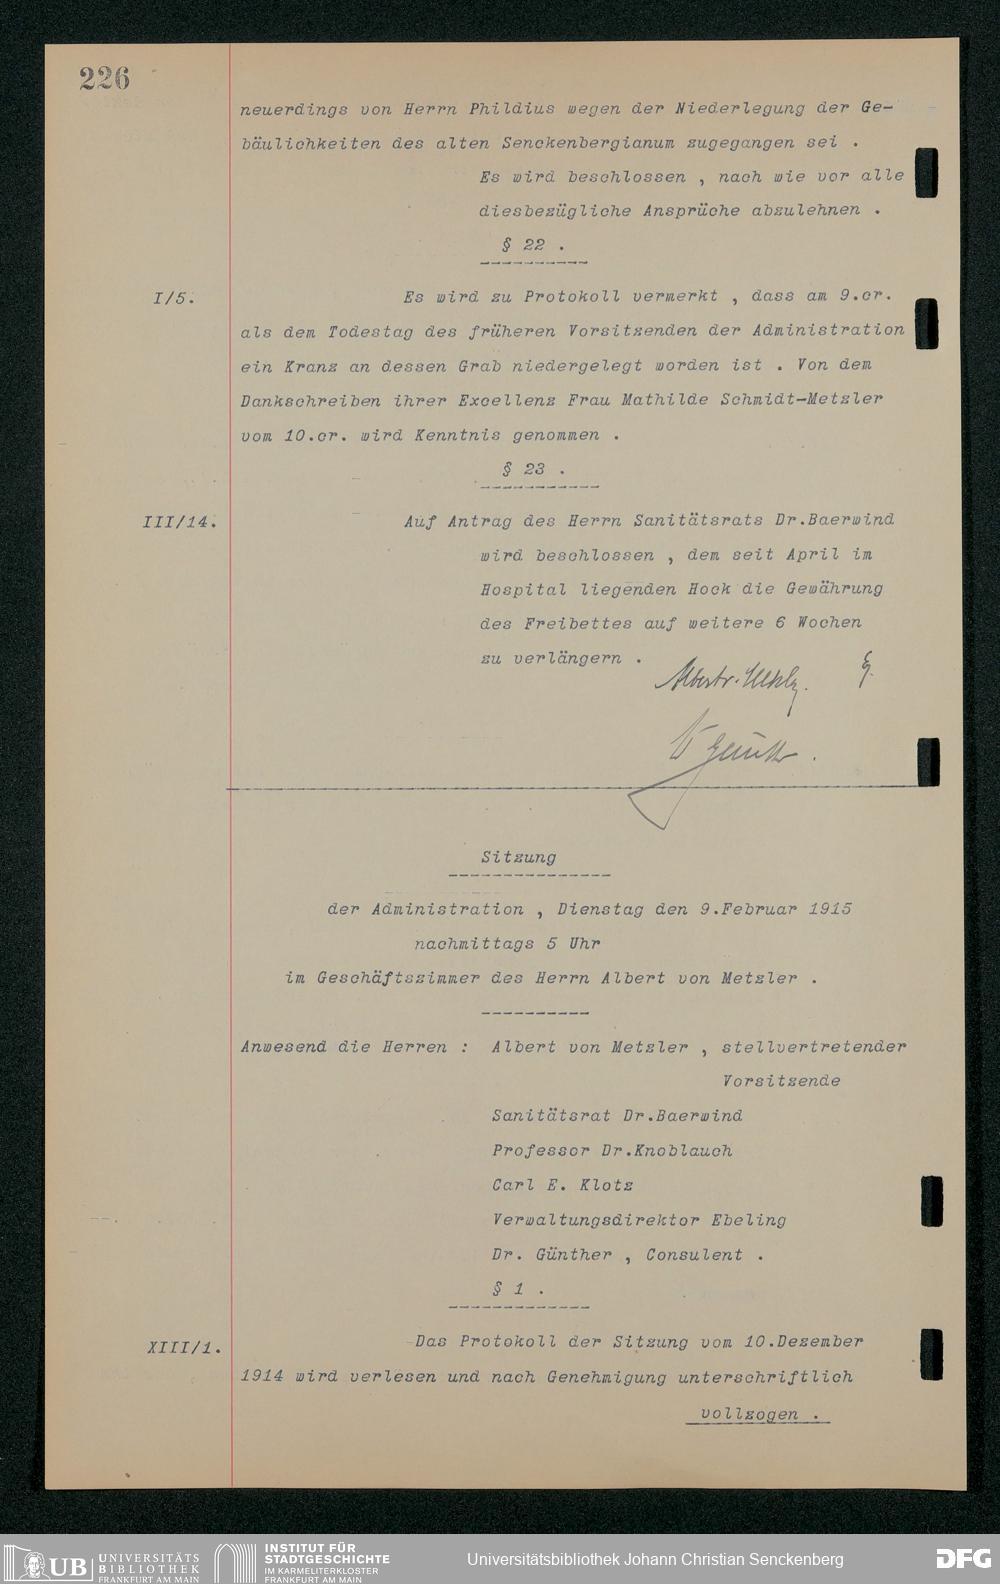 226
neuerdings von Herrn Phildius wegen der Niederlegung der Ge-
bäulichkeiten des alten Senckenbergianum zugegangen sei .
Es wird beschlossen , nach wie vor alle
diesbezügliche Ansprüche abzulehnen .
§ 22 .
I/5. Es wird zu Protokoll vermerkt , dass am 9.cr.
als dem Todestag des früheren Vorsitzenden der Administration
ein Kranz an dessen Grab niedergelegt worden ist . Von dem
Dankschreiben ihrer Excellenz Frau Mathilde Schmidt-Metzler
vom 10.cr. wird Kenntnis genommen .
§ 23 .
III/14. Auf Antrag des Herrn Sanitätsrats Dr.Baerwind
wird beschlossen , dem seit April im
Hospital liegenden Hock die Gewährung
des Freibettes auf weitere 6 Wochen
zu verlängern .
Sitzung
der Administration , Dienstag den 9.Februar 1915
nachmittags 5 Uhr
im Geschäftszimmer des Herrn Albert von Metzler .
Anwesend die Herren : Albert von Metzler , stellvertretender
Vorsitzende
Sanitätsrat Dr.Baerwind
Professor Dr.Knoblauch
Carl E. Klotz
Verwaltungsdirektor Ebeling
Dr. Günther , Consulent .
§ 1 .
XIII/1. Das Protokoll der Sitzung vom 10.Dezember
1914 wird verlesen und nach Genehmigung unterschriftlich
vollzogen .
UB UNIVERSITÄTS
BIBLIOTHEK
FRANKFURT AM MAIN
INSTITUT FÜR
STADTGESCHICHTE
IM KARMELITERKLOSTER
FRANKFURT AM MAIN
Universitätsbibliothek Johann Christian Senckenberg
DFG